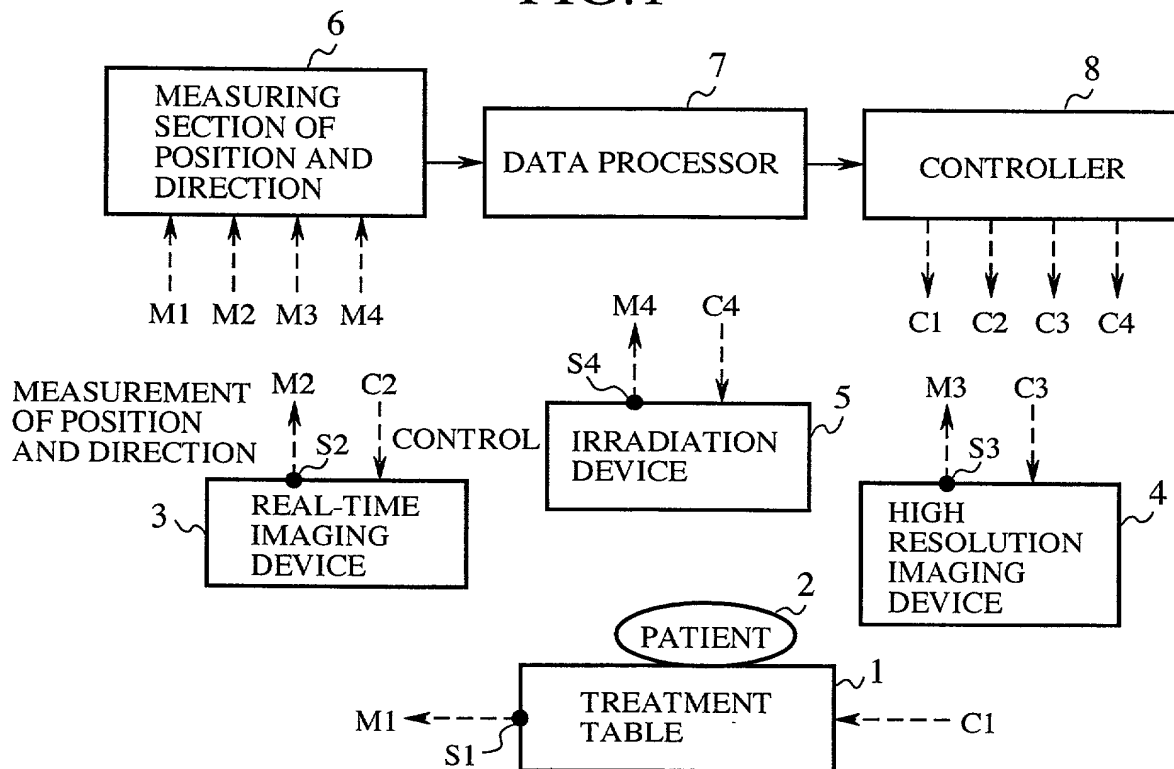 FIG.1
6
7
8
MEASURING
SECTION OF
POSITION AND
DIRECTION
DATA PROCESSOR
CONTROLLER
M1 M2 M3 M4
C1 C2 C3 C4
M4 C4
S4
5
IRRADIATION
DEVICE
MEASUREMENT
OF POSITION
AND DIRECTION
M2 C2
S2
CONTROL
3
REAL-TIME
IMAGING
DEVICE
M3 C3
S3
4
HIGH
RESOLUTION
IMAGING
DEVICE
2
PATIENT
1
TREATMENT
TABLE
M1
S1
C1